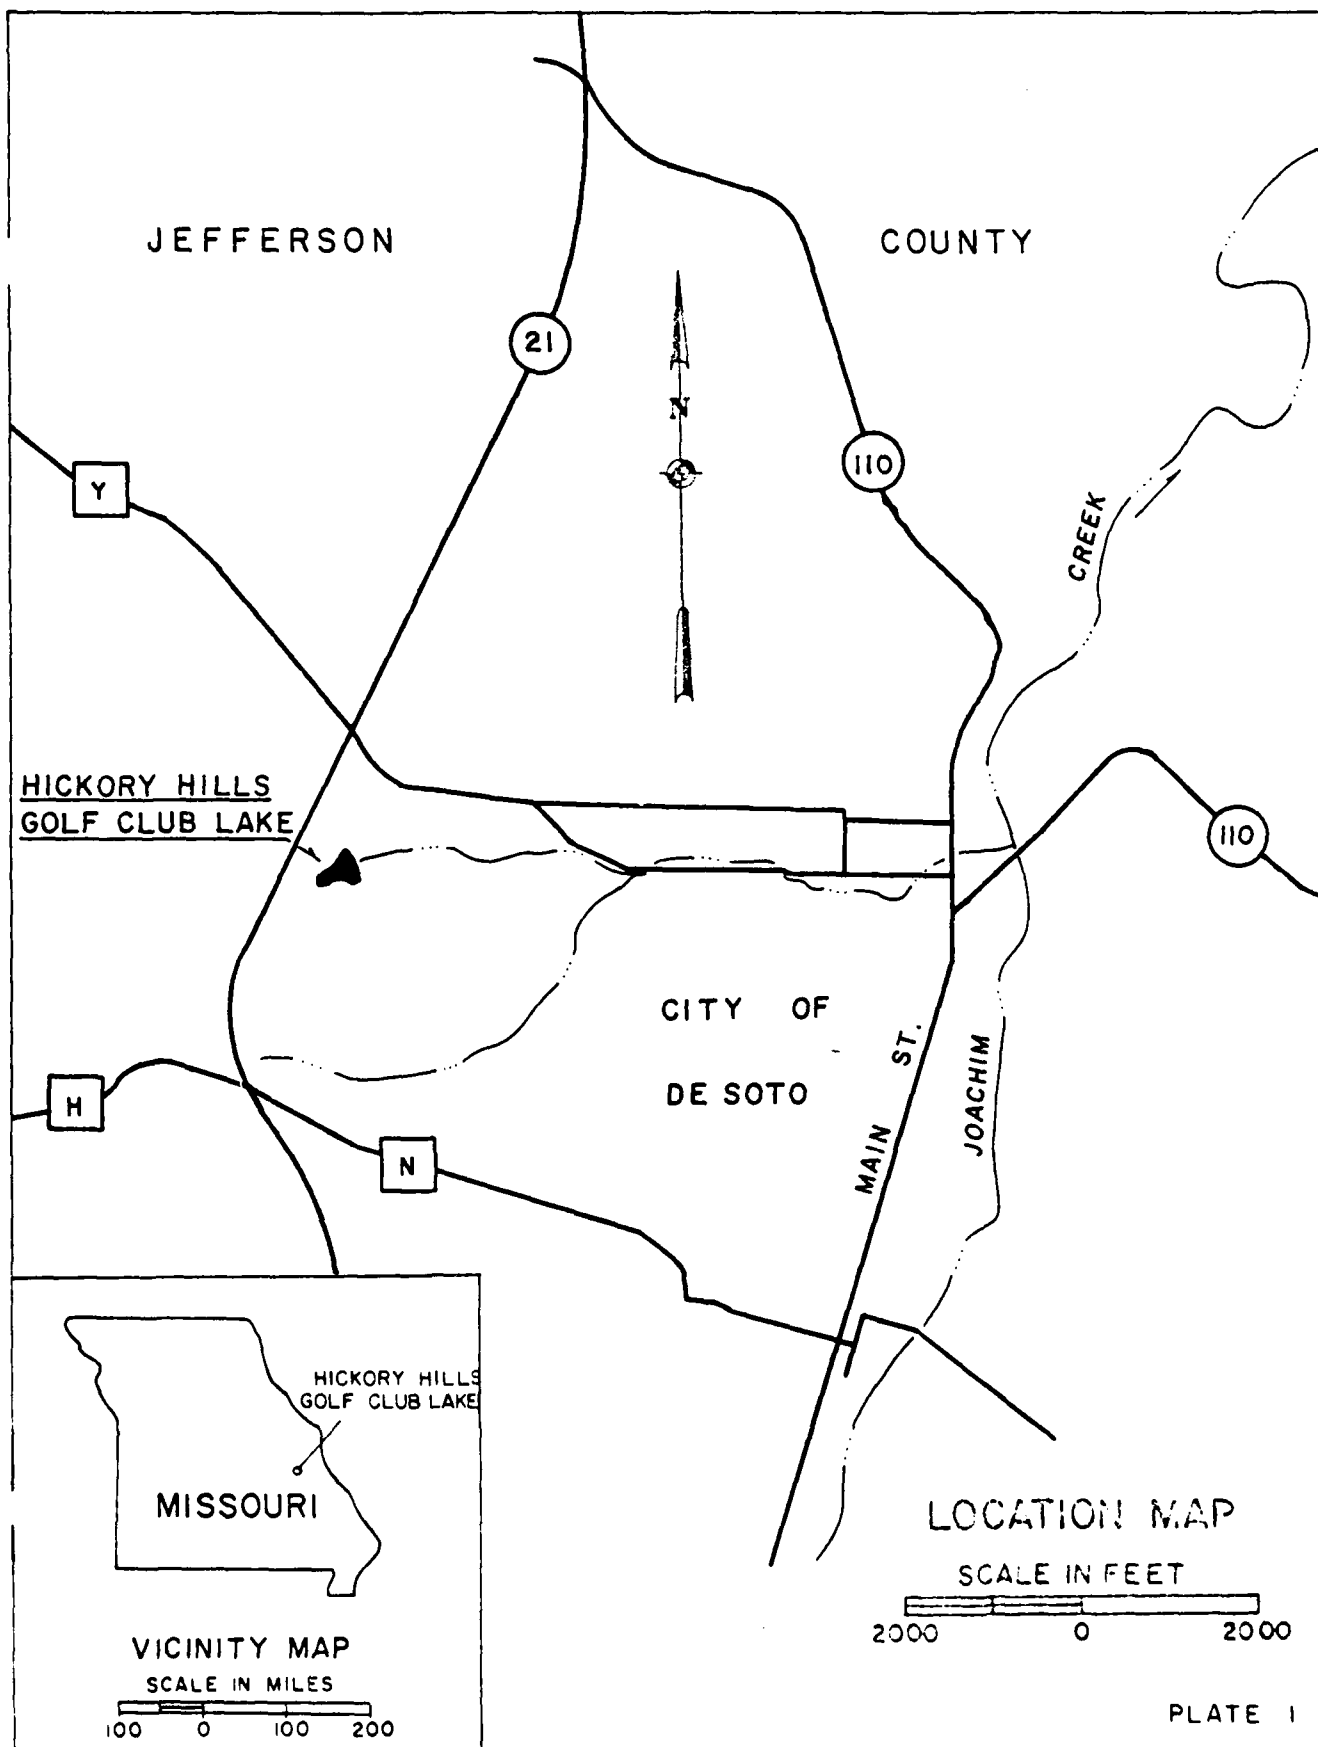 JEFFERSON COUNTY
21
N
110
Y
CREEK
HICKORY HILLS
GOLF CLUB LAKE
110
CITY OF
DE SOTO
MAIN ST.
JOACHIM
H
N
HICKORY HILLS
GOLF CLUB LAKE
MISSOURI
VICINITY MAP
SCALE IN MILES
100 0 100 200
LOCATION MAP
SCALE IN FEET
2000 0 2000
PLATE 1